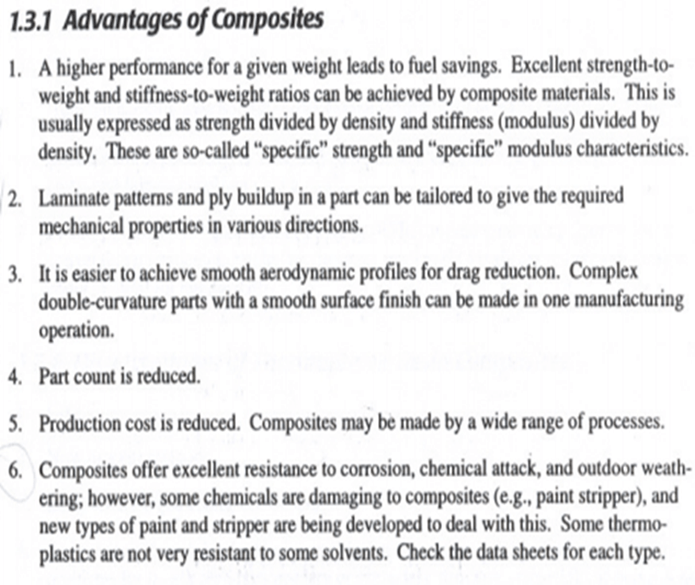 1.3.1 Advantages of Composites
1. A higher performance for a given weight leads to fuel savings. Excellent strength-to-
weight and stiffness-to-weight ratios can be achieved by composite materials. This is
usually expressed as strength divided by density and stiffness (modulus) divided by
density. These are so-called “specific” strength and “specific” modulus characteristics.
2. Laminate patterns and ply buildup in a part can be tailored to give the required
mechanical properties in various directions.
3. It is easier to achieve smooth aerodynamic profiles for drag reduction. Complex
double-curvature parts with a smooth surface finish can be made in one manufacturing
operation.
4. Part count is reduced.
5. Production cost is reduced. Composites may be made by a wide range of processes.
6. Composites offer excellent resistance to corrosion, chemical attack, and outdoor weath-
ering; however, some chemicals are damaging to composites (e.g., paint stripper), and
new types of paint and stripper are being developed to deal with this. Some thermo-
plastics are not very resistant to some solvents. Check the data sheets for each type.